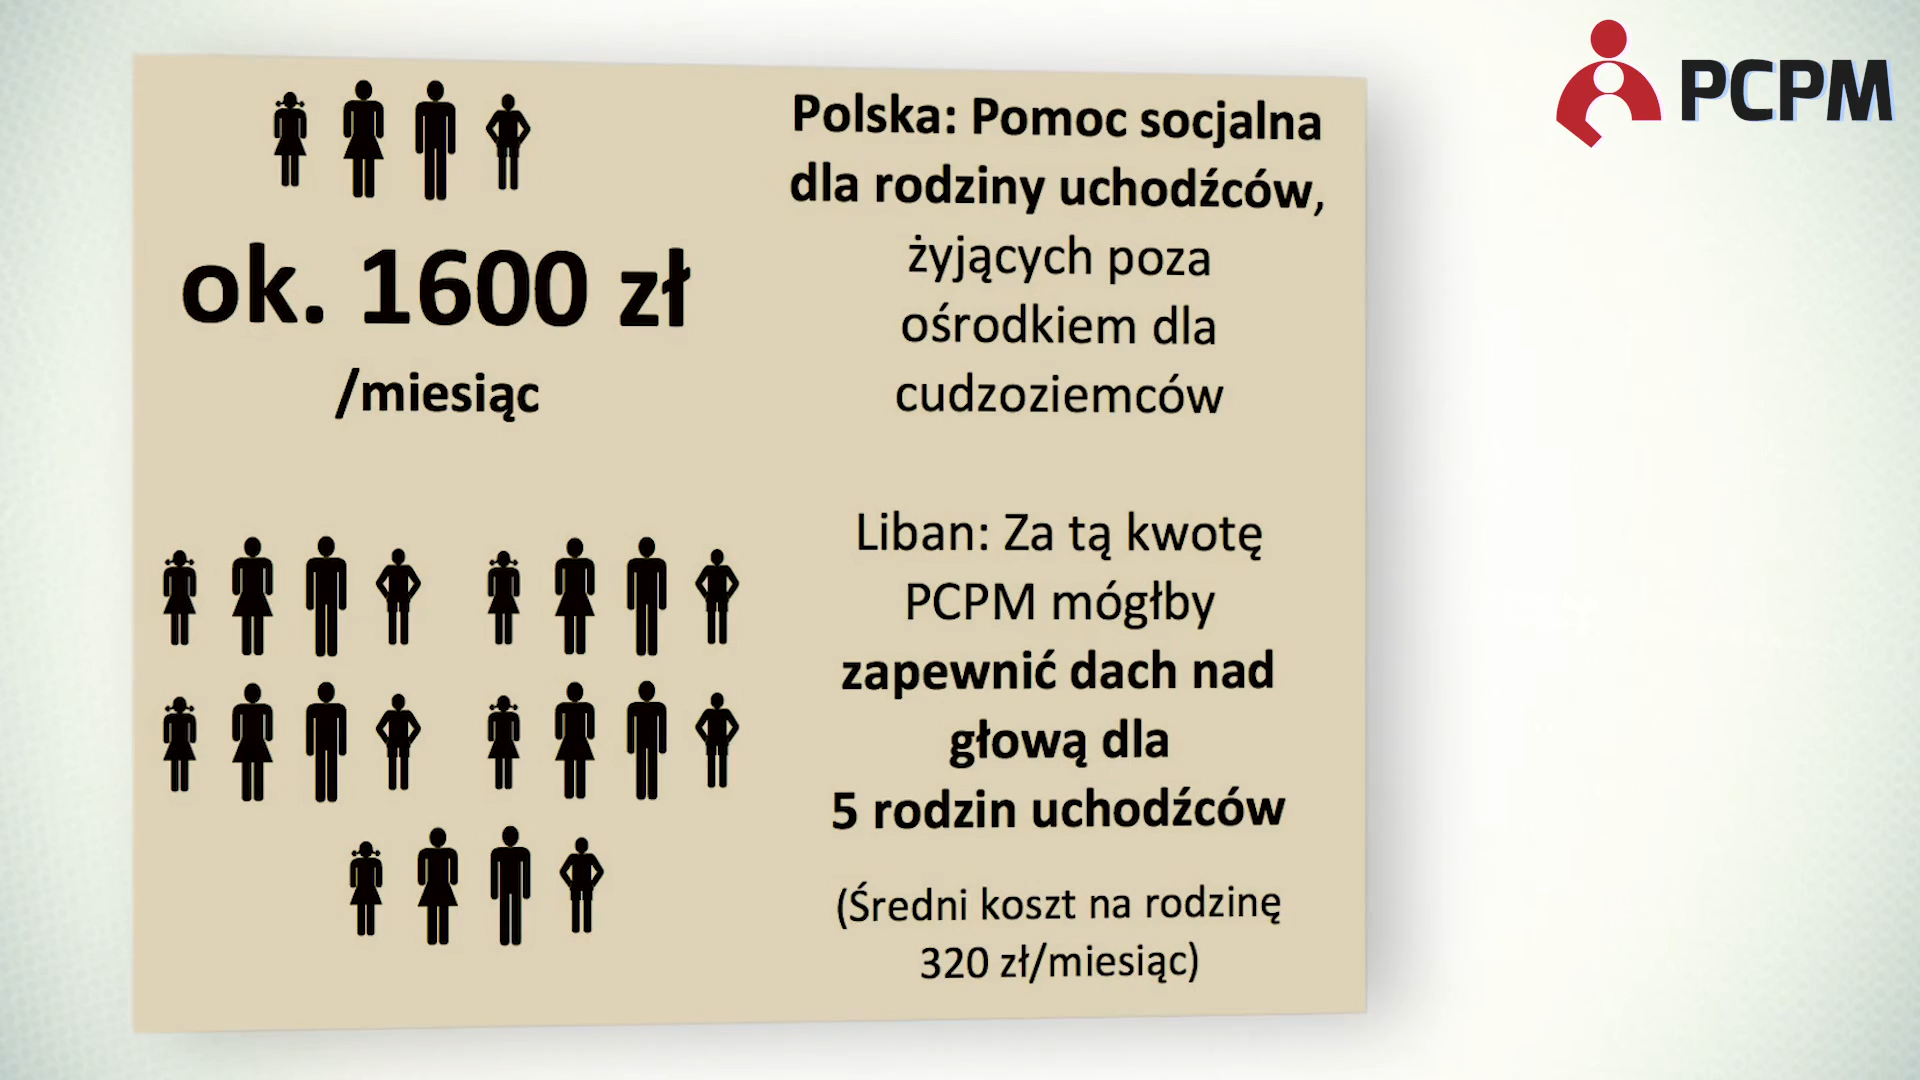 PCPM
ok. 1600 zł
/miesiąc
Polska: Pomoc socjalna
dla rodziny uchodźców,
żyjących poza
ośrodkiem dla
cudzoziemców
Liban: Za tą kwotę
PCPM mógłby
zapewnić dach nad
głową dla
5 rodzin uchodźców
(Średni koszt na rodzinę
320 zł/miesiąc)